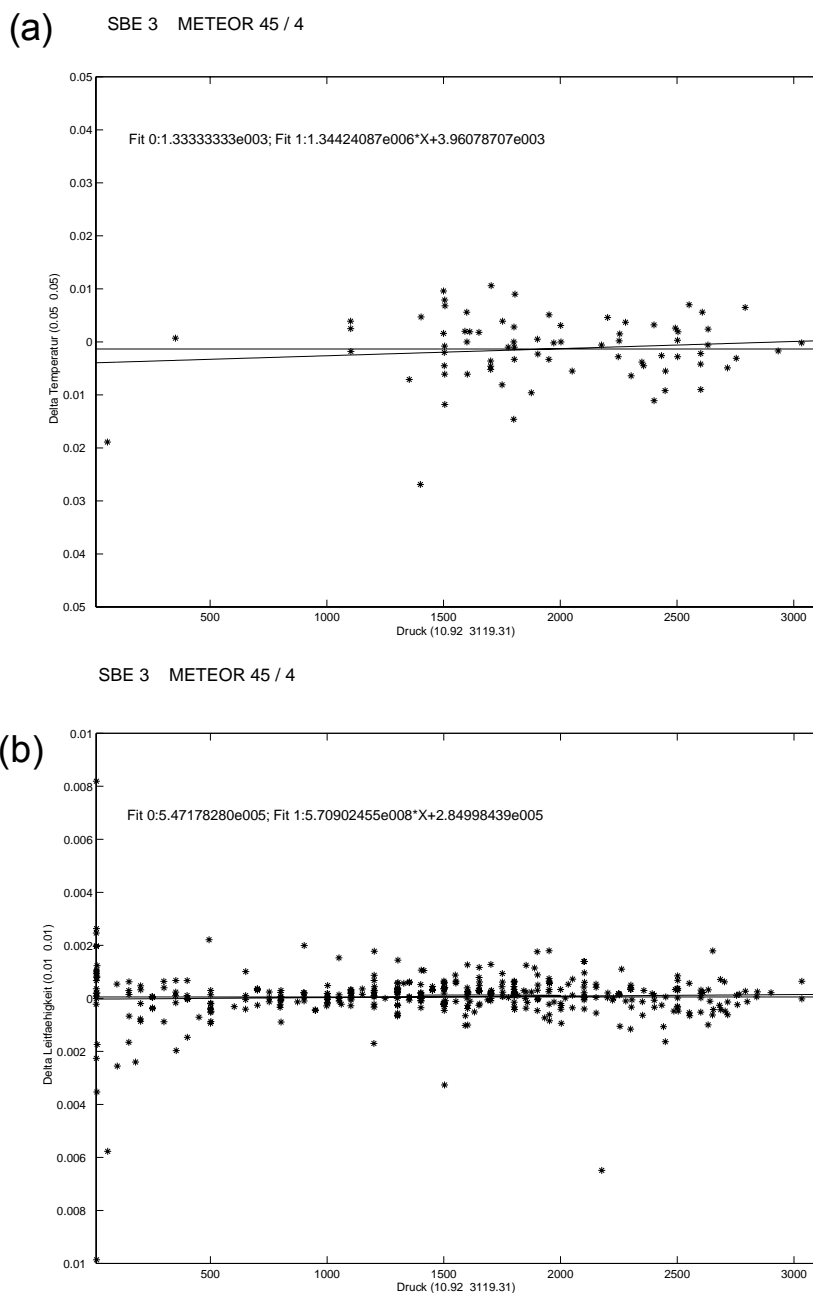 (a)
SBE 3 METEOR 45 / 4
0.05
0.04
Fit 0:1.33333333e003; Fit 1:1.34424087e006*X+3.96078707e003
0.03
0.02
0.01
0
0.01
0.02
0.03
0.04
0.05
Delta Temperatur (0.05 0.05)
500 1000 1500 2000 2500 3000
Druck (10.92 3119.31)
SBE 3 METEOR 45 / 4
(b)
0.01
0.008
Fit 0:5.47178280e005; Fit 1:5.70902455e008*X+2.84998439e005
0.006
0.004
0.002
0
0.002
0.004
0.006
0.008
0.01
Delta Leitfaehigkeit (0.01 0.01)
500 1000 1500 2000 2500 3000
Druck (10.92 3119.31)